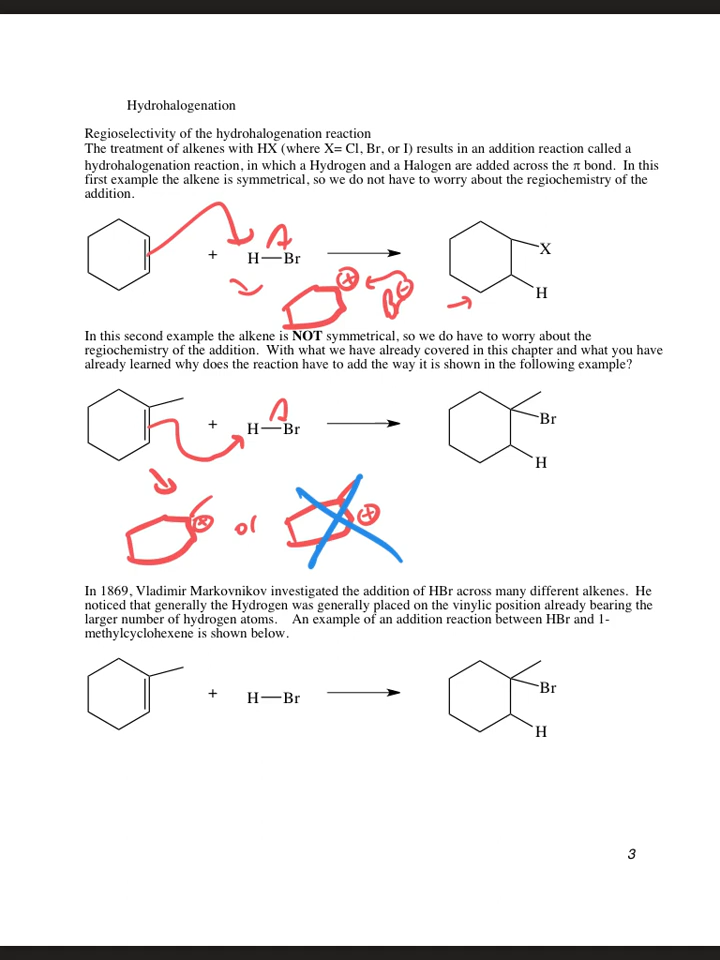 Hydrohalogenation
Regioselectivity of the hydrohalogenation reaction
The treatment of alkenes with HX (where X= Cl, Br, or I) results in an addition reaction called a
hydrohalogenation reaction, in which a Hydrogen and a Halogen are added across the π bond.  In this
first example the alkene is symmetrical, so we do not have to worry about the regiochemistry of the
addition.
+ H—Br X
H
A
⊕ Br⊖
In this second example the alkene is NOT symmetrical, so we do have to worry about the
regiochemistry of the addition.  With what we have already covered in this chapter and what you have
already learned why does the reaction have to add the way it is shown in the following example?
A
+ H—Br Br
H
⊕ or ⊕
In 1869, Vladimir Markovnikov investigated the addition of HBr across many different alkenes.  He
noticed that generally the Hydrogen was generally placed on the vinylic position already bearing the
larger number of hydrogen atoms.    An example of an addition reaction between HBr and 1-
methylcyclohexene is shown below.
+ H—Br Br
H
3